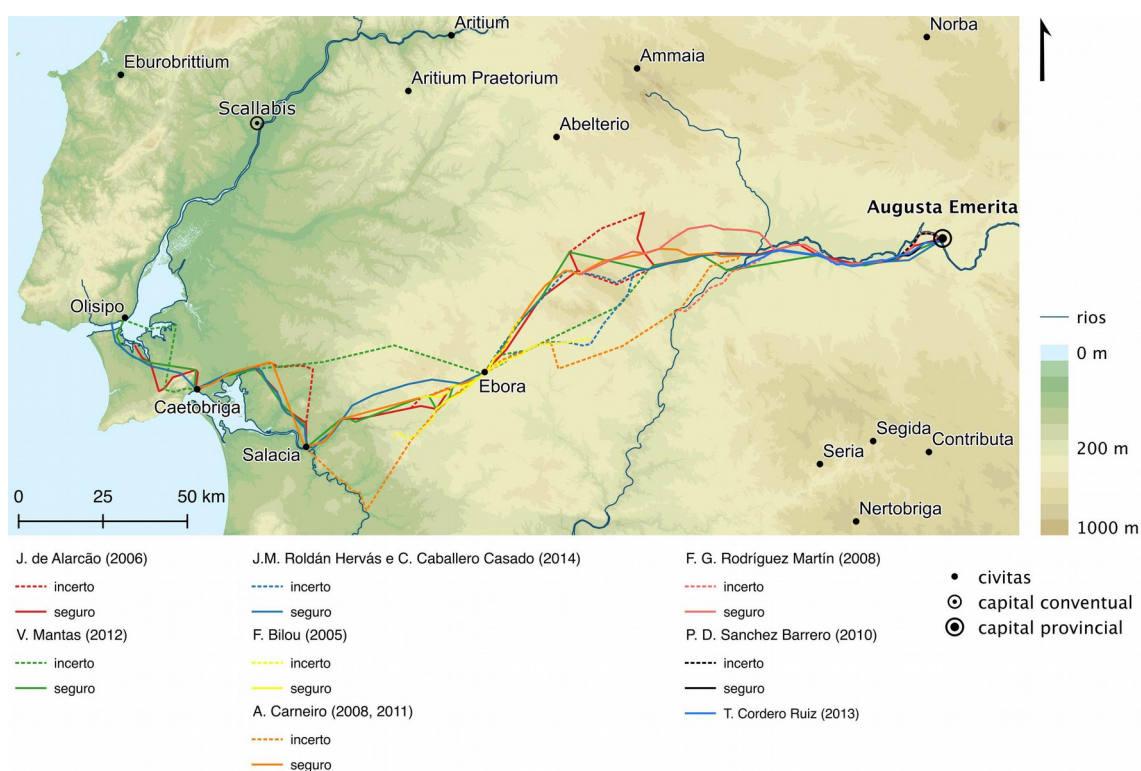 Aritium
Norba
Eburobrittium
Ammaia
Aritium Praetorium
Scallabis
Abelterio
Augusta Emerita
Olisipo
rios
0 m
Ebora
Caetobriga
Segida
Contributa
200 m
Salacia
Seria
0 25 50 km
Nertobriga
1000 m
J. de Alarcão (2006)
incerto
seguro
V. Mantas (2012)
incerto
seguro
J.M. Roldán Hervás e C. Caballero Casado (2014)
incerto
seguro
F. Bilou (2005)
incerto
seguro
A. Carneiro (2008, 2011)
incerto
seguro
F. G. Rodríguez Martín (2008)
incerto
seguro
P. D. Sanchez Barrero (2010)
incerto
seguro
T. Cordero Ruiz (2013)
civitas
capital conventual
capital provincial